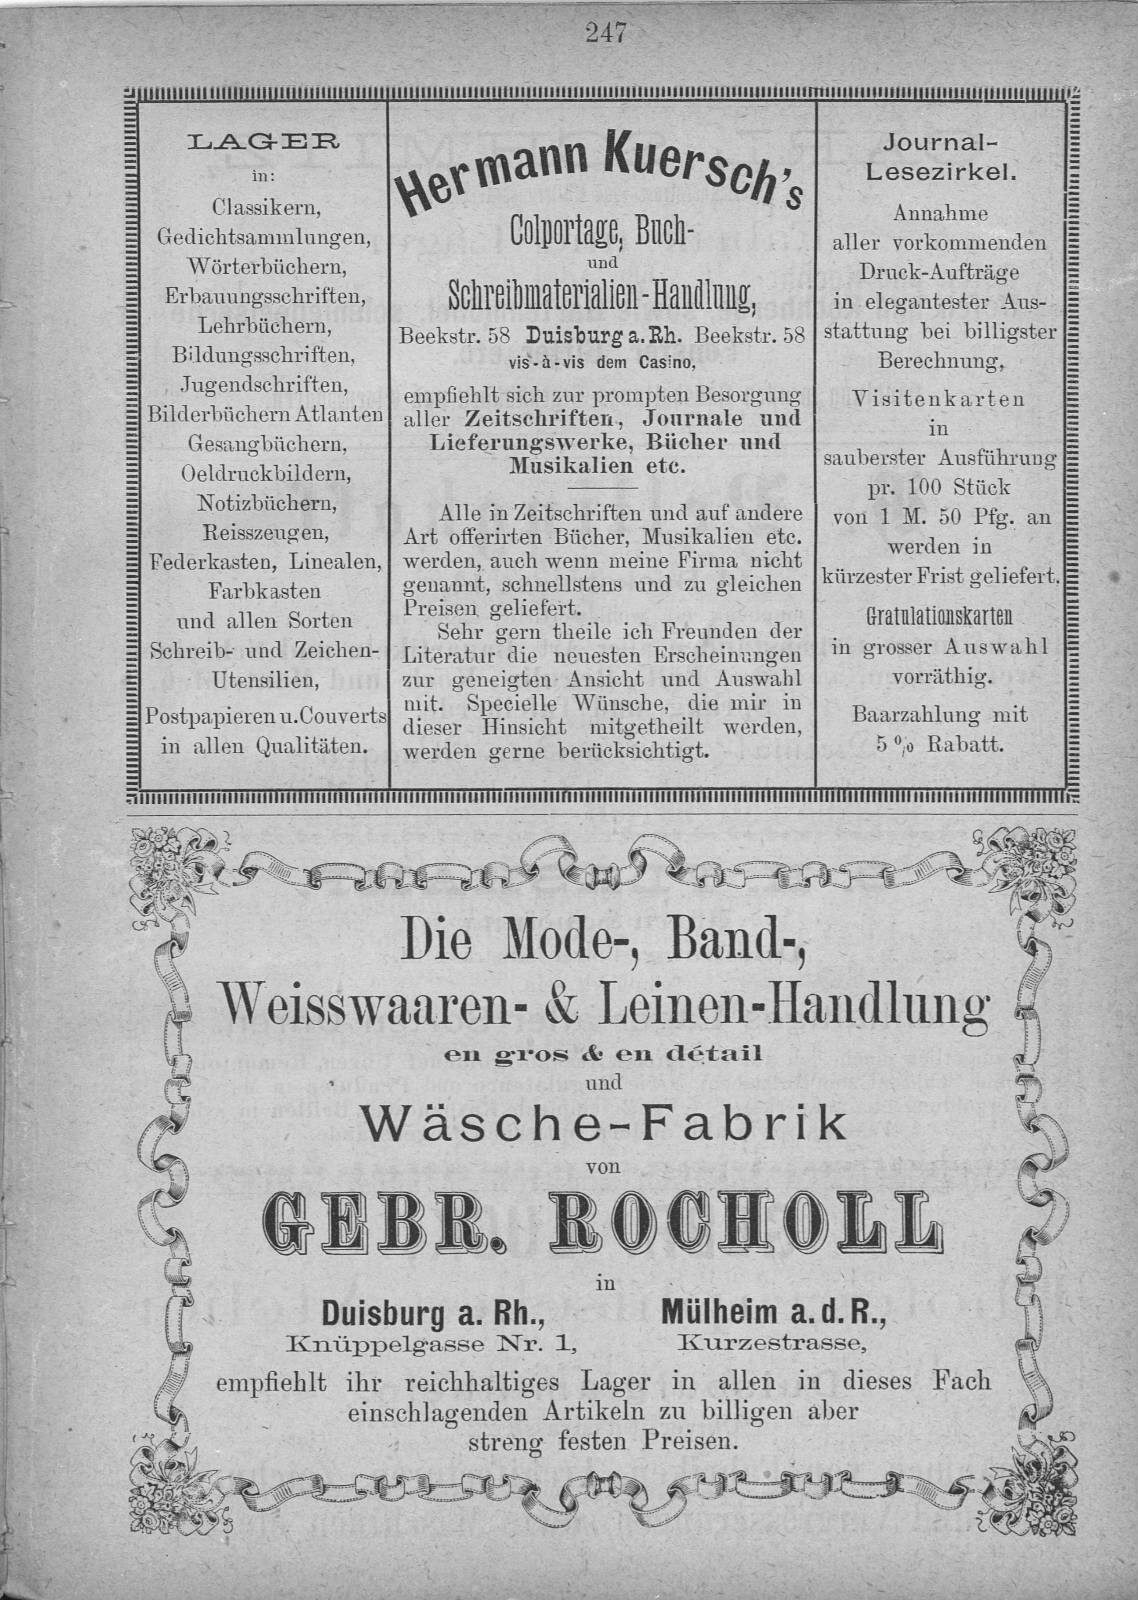 247
LAGER
in:
Classikern,
Gedichtsammlungen,
Wörterbüchern,
Erbauungsschriften,
Lehrbüchern,
Bildungsschriften,
Jugendschriften,
Bilderbüchern Atlanten
Gesangbüchern,
Oeldruckbildern,
Notizbüchern,
Reisszeugen,
Federkasten, Linealen,
Farbkasten
und allen Sorten
Schreib- und Zeichen-
Utensilien,
Postpapieren u. Couverts
in allen Qualitäten.
Hermann Kuersch's
Colportage, Buch-
und
Schreibmaterialien-Handlung,
Beekstr. 58 Duisburg a. Rh. Beekstr. 58
vis-à-vis dem Casino,
empfiehlt sich zur prompten Besorgung
aller Zeitschriften, Journale und
Lieferungswerke, Bücher und
Musikalien etc.
Alle in Zeitschriften und auf andere
Art offerirten Bücher, Musikalien etc.
werden, auch wenn meine Firma nicht
genannt, schnellstens und zu gleichen
Preisen geliefert.
Sehr gern theile ich Freunden der
Literatur die neuesten Erscheinungen
zur geneigten Ansicht und Auswahl
mit. Specielle Wünsche, die mir in
dieser Hinsicht mitgetheilt werden,
werden gerne berücksichtigt.
Journal-
Lesezirkel.
Annahme
aller vorkommenden
Druck-Aufträge
in elegantester Aus-
stattung bei billigster
Berechnung,
Visitenkarten
in
sauberster Ausführung
pr. 100 Stück
von 1 M. 50 Pfg. an
werden in
kürzester Frist geliefert.
Gratulationskarten
in grosser Auswahl
vorräthig.
Baarzahlung mit
5 % Rabatt.
Die Mode-, Band-,
Weisswaaren- & Leinen-Handlung
en gros & en détail
und
Wäsche-Fabrik
von
GEBR. ROCHOLL
in
Duisburg a. Rh., Mülheim a. d. R.,
Knüppelgasse Nr. 1, Kurzestrasse,
empfiehlt ihr reichhaltiges Lager in allen in dieses Fach
einschlagenden Artikeln zu billigen aber
streng festen Preisen.